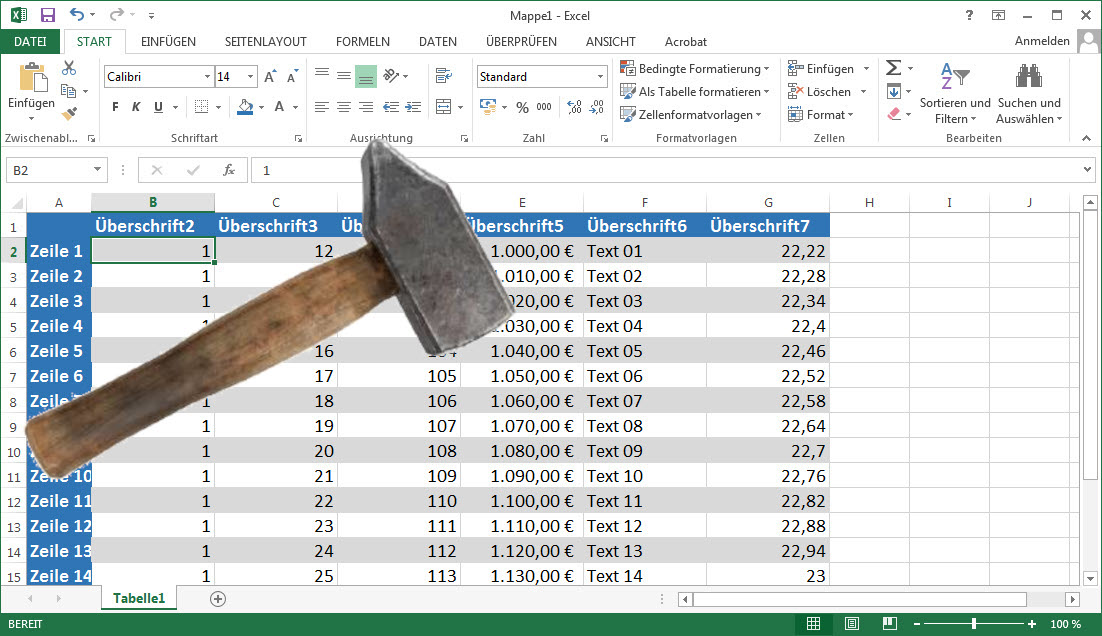 Mappe1 - Excel
?
DATEI START EINFÜGEN SEITENLAYOUT FORMELN DATEN ÜBERPRÜFEN ANSICHT Acrobat Anmelden
Einfügen
Calibri 14 A A
F K U A
Standard
% 000
Bedingte Formatierung
Als Tabelle formatieren
Zellenformatvorlagen
Einfügen
Löschen
Format
Σ
Sortieren und Filtern
Suchen und Auswählen
Zwischenabl... Schriftart Ausrichtung Zahl Formatvorlagen Zellen Bearbeiten
B2 fx 1
A B C E F G H I J
1 Überschrift2 Überschrift3 Überschrift5 Überschrift6 Überschrift7
2 Zeile 1 1 12 1.000,00 € Text 01 22,22
3 Zeile 2 1 .010,00 € Text 02 22,28
4 Zeile 3 1 020,00 € Text 03 22,34
5 Zeile 4 .030,00 € Text 04 22,4
6 Zeile 5 16 1.040,00 € Text 05 22,46
7 Zeile 6 17 105 1.050,00 € Text 06 22,52
8 18 106 1.060,00 € Text 07 22,58
9 1 19 107 1.070,00 € Text 08 22,64
10 1 20 108 1.080,00 € Text 09 22,7
11 Zeile 10 1 21 109 1.090,00 € Text 10 22,76
12 Zeile 11 1 22 110 1.100,00 € Text 11 22,82
13 Zeile 12 1 23 111 1.110,00 € Text 12 22,88
14 Zeile 13 1 24 112 1.120,00 € Text 13 22,94
15 Zeile 14 1 25 113 1.130,00 € Text 14 23
Tabelle1
BEREIT 100 %